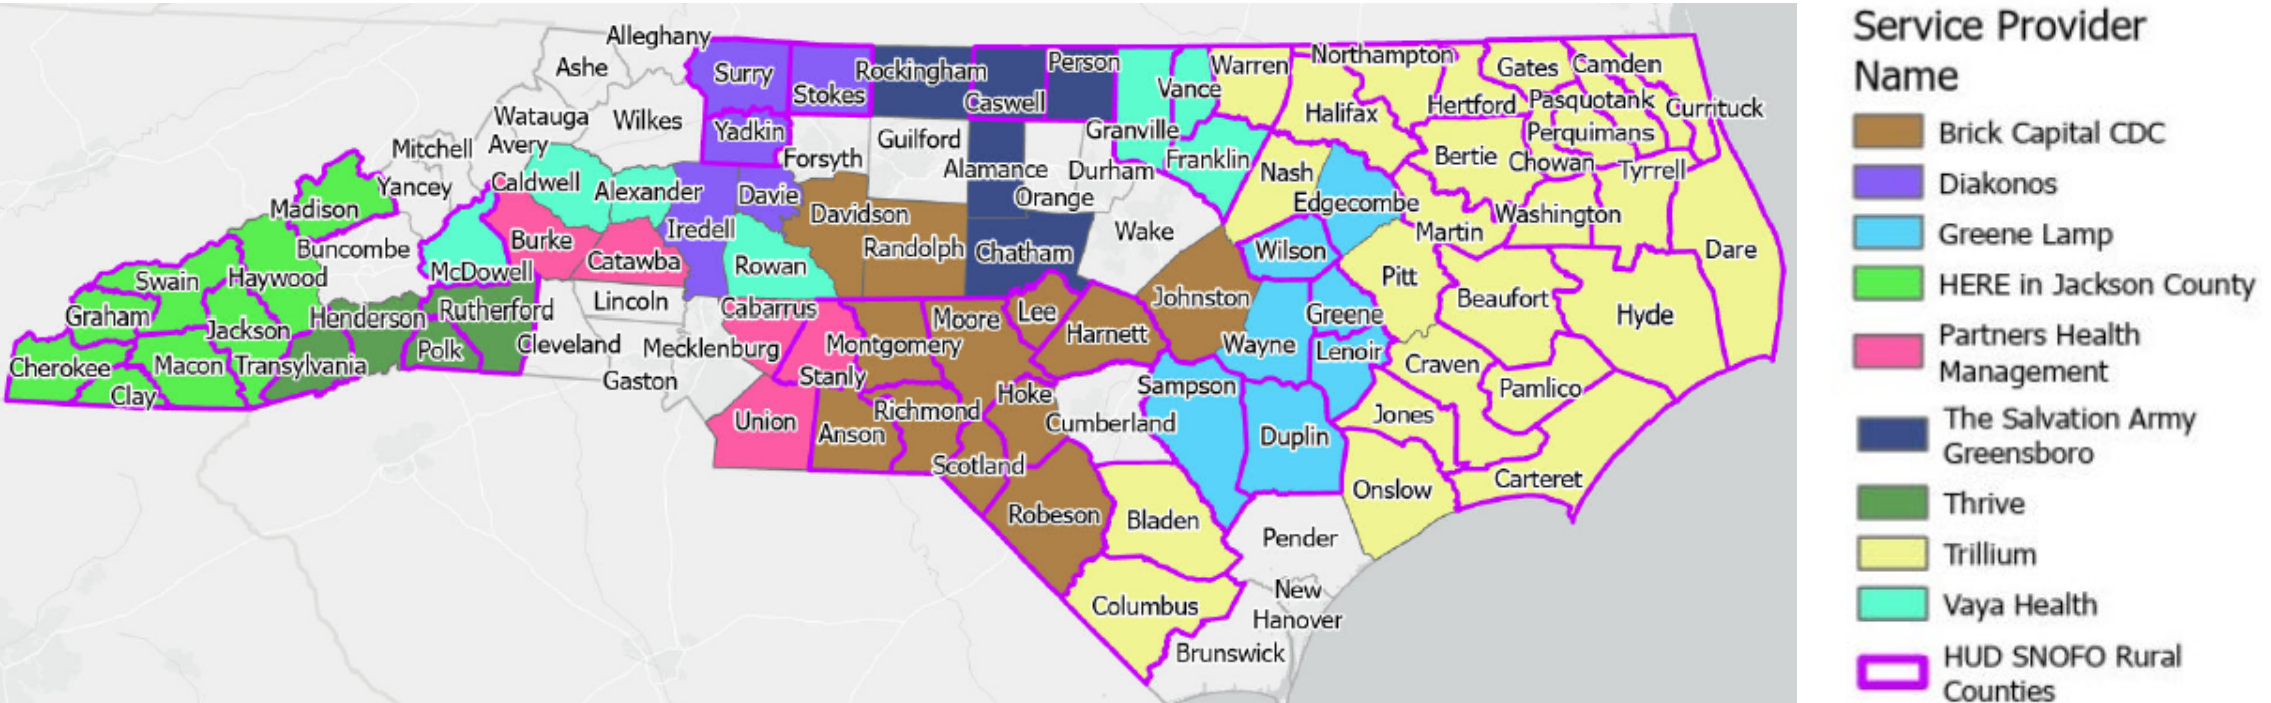 Alleghany
Ashe
Surry
Stokes
Rockingham
Caswell
Person
Vance
Warren
Northampton
Gates
Camden
Watauga
Wilkes
Yadkin
Forsyth
Guilford
Granville
Halifax
Hertford
Pasquotank
Currituck
Mitchell
Avery
Alamance
Durham
Franklin
Perquimans
Yancey
Caldwell
Alexander
Davie
Orange
Nash
Bertie
Chowan
Tyrrell
Madison
Iredell
Davidson
Edgecombe
Washington
Buncombe
Burke
Catawba
Rowan
Randolph
Chatham
Wake
Wilson
Martin
Dare
Swain
Haywood
McDowell
Lincoln
Johnston
Pitt
Beaufort
Hyde
Graham
Jackson
Henderson
Rutherford
Cabarrus
Moore
Lee
Harnett
Greene
Cherokee
Macon
Transylvania
Polk
Cleveland
Mecklenburg
Montgomery
Wayne
Lenoir
Craven
Clay
Gaston
Stanly
Hoke
Sampson
Pamlico
Union
Anson
Richmond
Cumberland
Duplin
Jones
Scotland
Onslow
Carteret
Robeson
Bladen
Pender
Columbus
New
Hanover
Brunswick
Service Provider
Name
Brick Capital CDC
Diakonos
Greene Lamp
HERE in Jackson County
Partners Health
Management
The Salvation Army
Greensboro
Thrive
Trillium
Vaya Health
HUD SNOFO Rural
Counties